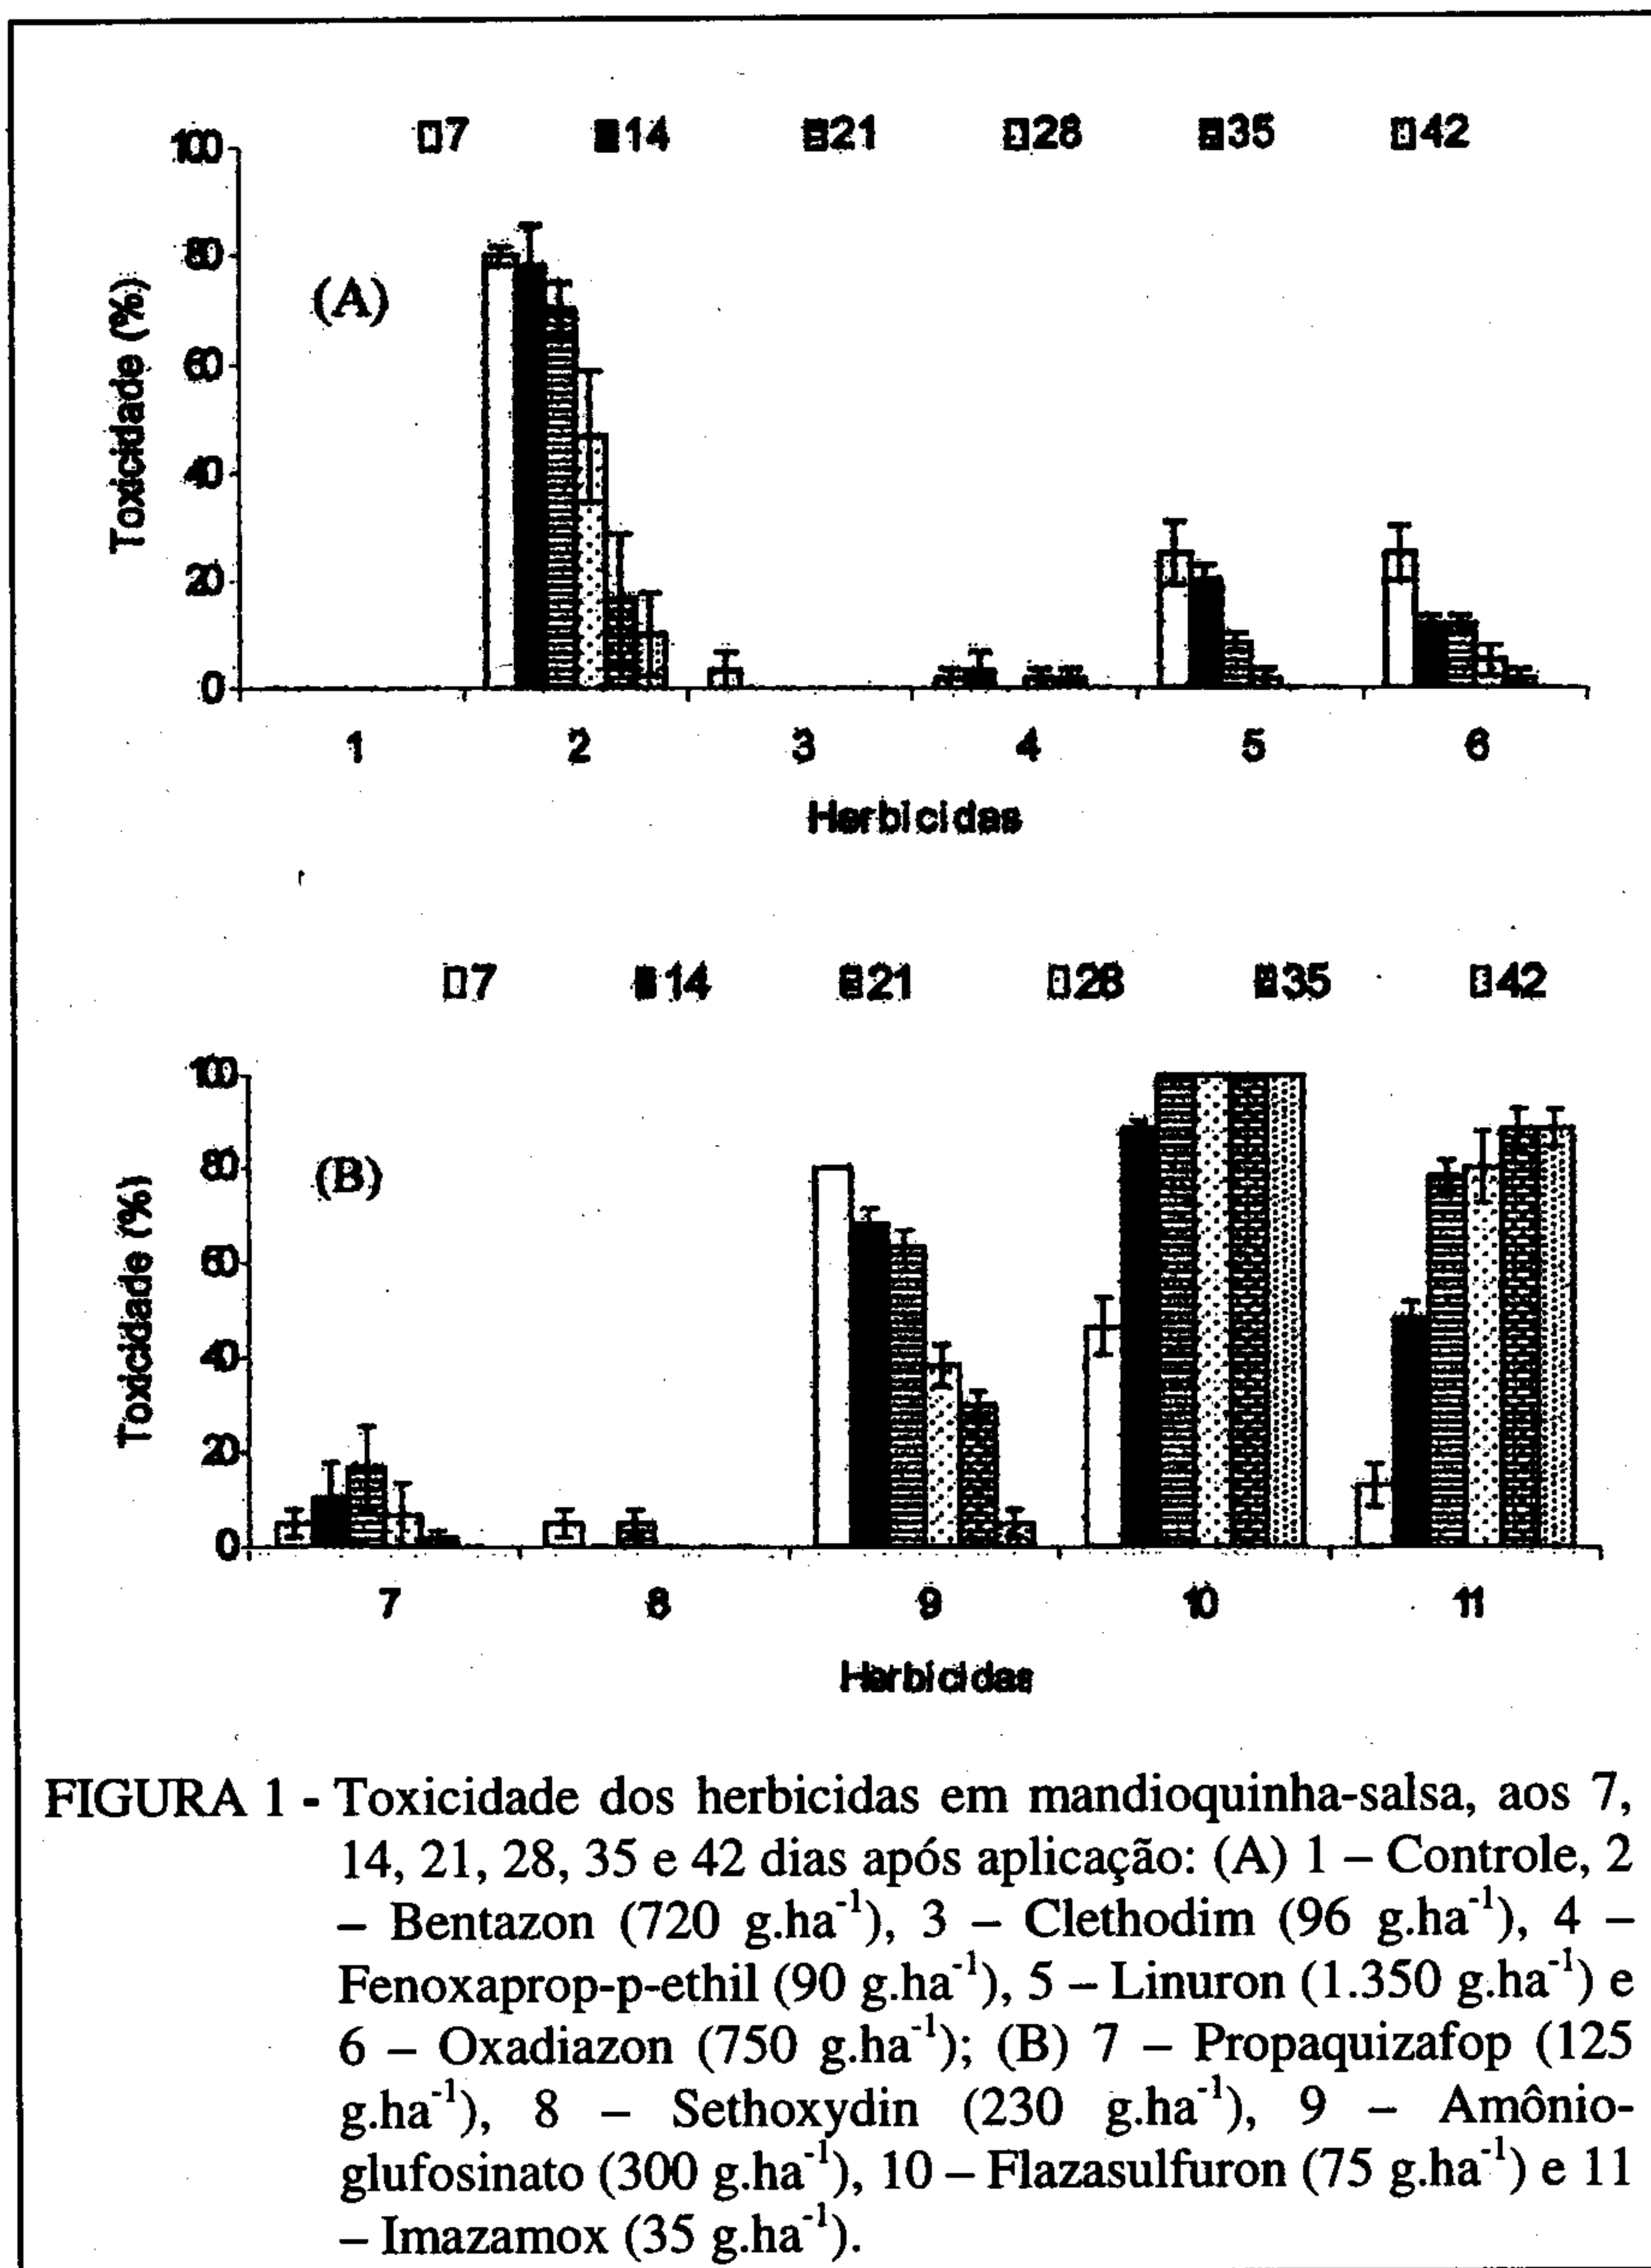 7 14 21 28 35 42
100
80
60
40
20
0
Toxicidade (%)
(A)
1 2 3 4 5 6
Herbicidas
7 14 21 28 35 42
100
80
60
40
20
0
Toxicidade (%)
(B)
7 8 9 10 11
Herbicidas
FIGURA 1 - Toxicidade dos herbicidas em mandioquinha-salsa, aos 7,
14, 21, 28, 35 e 42 dias após aplicação: (A) 1 – Controle, 2
– Bentazon (720 g.ha⁻¹), 3 – Clethodim (96 g.ha⁻¹), 4 –
Fenoxaprop-p-ethil (90 g.ha⁻¹), 5 – Linuron (1.350 g.ha⁻¹) e
6 – Oxadiazon (750 g.ha⁻¹); (B) 7 – Propaquizafop (125
g.ha⁻¹), 8 – Sethoxydin (230 g.ha⁻¹), 9 – Amônio-
glufosinato (300 g.ha⁻¹), 10 – Flazasulfuron (75 g.ha⁻¹) e 11
– Imazamox (35 g.ha⁻¹).